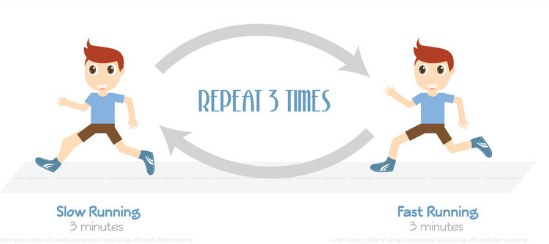 REPEAT 3 TIMES
Slow Running
3 minutes
Fast Running
3 minutes